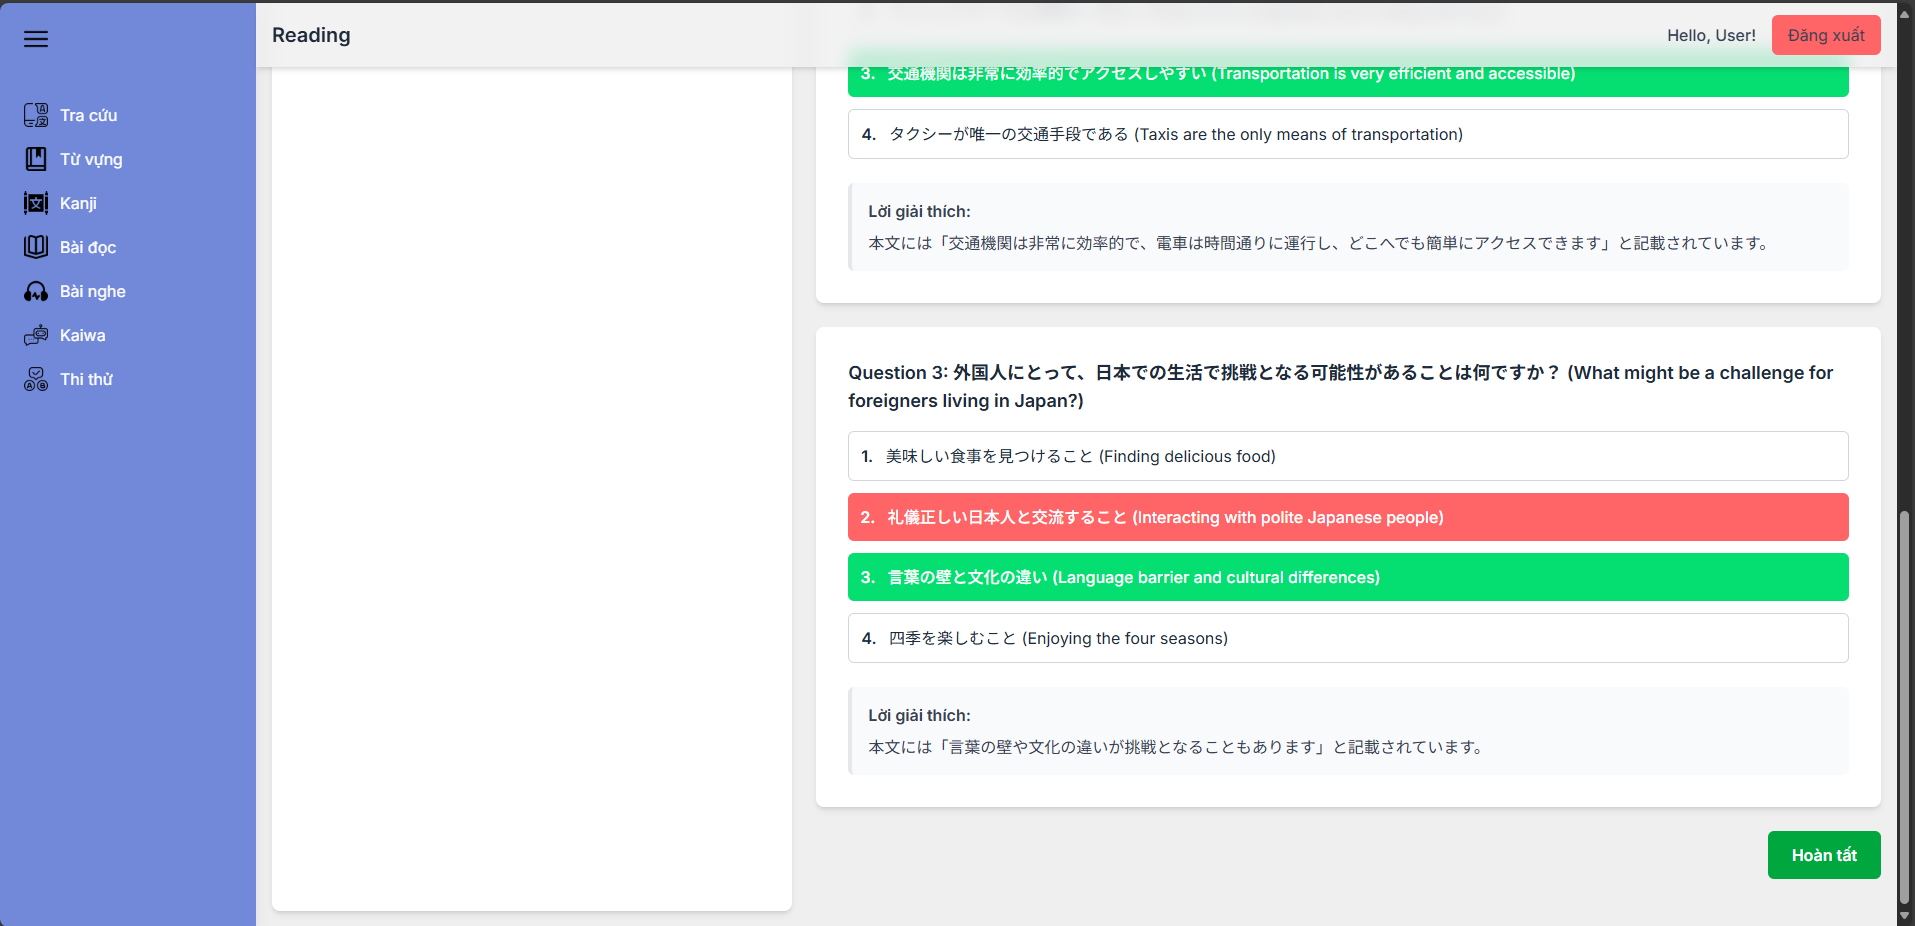 Reading
Hello, User!
Đăng xuất
Tra cứu
Từ vựng
Kanji
Bài đọc
Bài nghe
Kaiwa
Thi thử
3. 交通機関は非常に効率的でアクセスしやすい (Transportation is very efficient and accessible)
4. タクシーが唯一の交通手段である (Taxis are the only means of transportation)
Lời giải thích:
本文には「交通機関は非常に効率的で、電車は時間通りに運行し、どこへでも簡単にアクセスできます」と記載されています。
Question 3: 外国人にとって、日本での生活で挑戦となる可能性があることは何ですか？ (What might be a challenge for
foreigners living in Japan?)
1. 美味しい食事を見つけること (Finding delicious food)
2. 礼儀正しい日本人と交流すること (Interacting with polite Japanese people)
3. 言葉の壁と文化の違い (Language barrier and cultural differences)
4. 四季を楽しむこと (Enjoying the four seasons)
Lời giải thích:
本文には「言葉の壁や文化の違いが挑戦となることもあります」と記載されています。
Hoàn tất